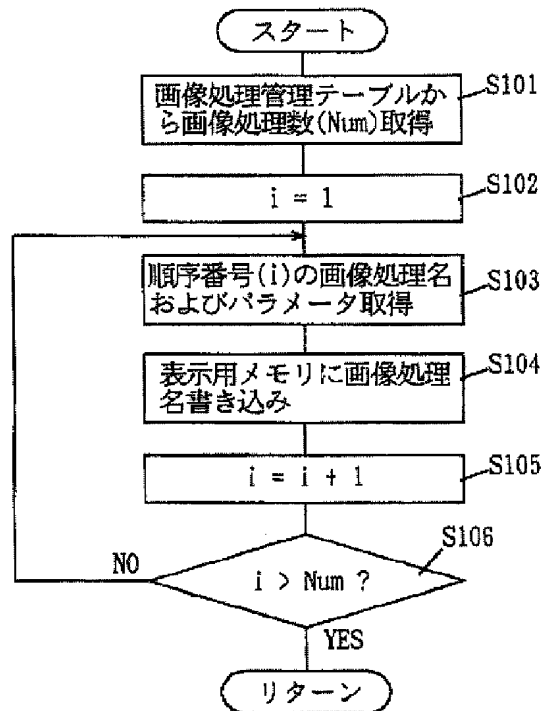 スタート
画像処理管理テーブルか
ら画像処理数(Num)取得
S101
i = 1
S102
順序番号(i)の画像処理名
およびパラメータ取得
S103
表示用メモリに画像処理
名書き込み
S104
i = i + 1
S105
i > Num ?
S106
NO
YES
リターン